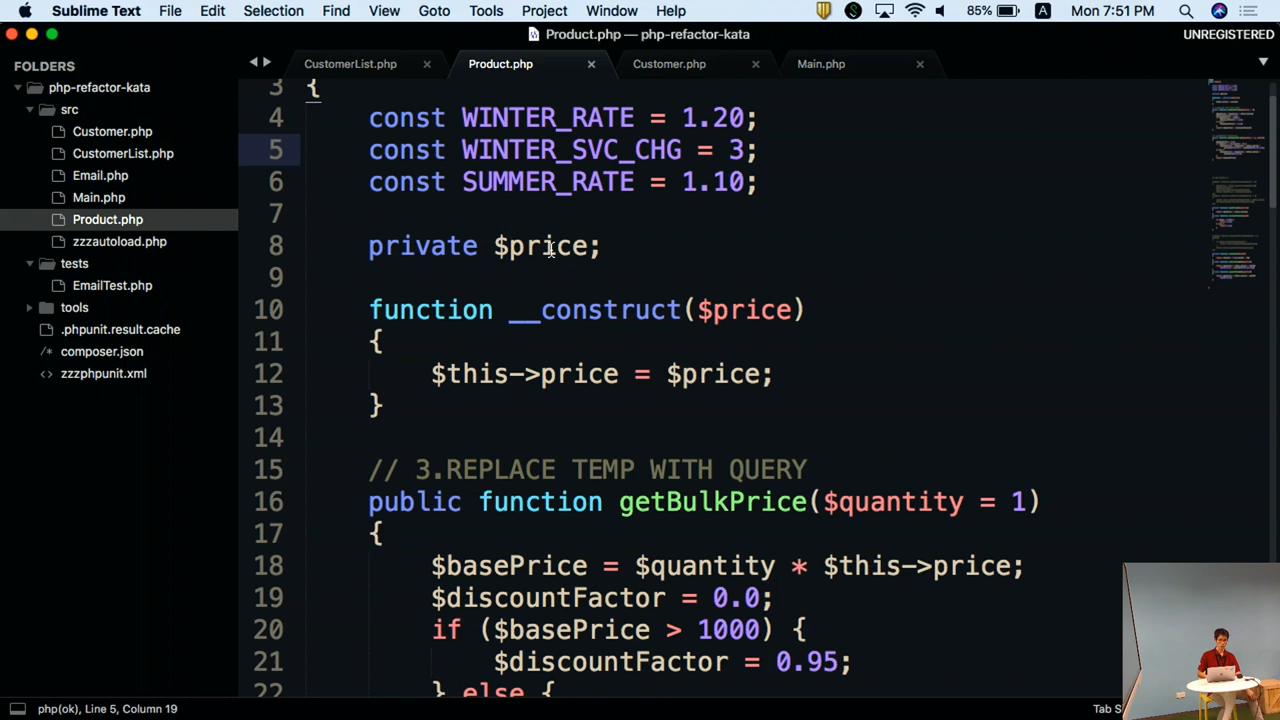 Sublime Text File Edit Selection Find View Goto Tools Project Window Help 85% A Mon 7:51 PM
Product.php — php-refactor-kata UNREGISTERED
FOLDERS
php-refactor-kata
src
Customer.php
CustomerList.php
Email.php
Main.php
Product.php
zzzautoload.php
tests
EmailTest.php
tools
.phpunit.result.cache
composer.json
zzzphpunit.xml
CustomerList.php Product.php Customer.php Main.php
3 {
4 const WINTER_RATE = 1.20;
5 const WINTER_SVC_CHG = 3;
6 const SUMMER_RATE = 1.10;
7
8 private $price;
9
10 function __construct($price)
11 {
12 $this->price = $price;
13 }
14
15 // 3.REPLACE TEMP WITH QUERY
16 public function getBulkPrice($quantity = 1)
17 {
18 $basePrice = $quantity * $this->price;
19 $discountFactor = 0.0;
20 if ($basePrice > 1000) {
21 $discountFactor = 0.95;
22 } else {
php(ok), Line 5, Column 19 Tab S